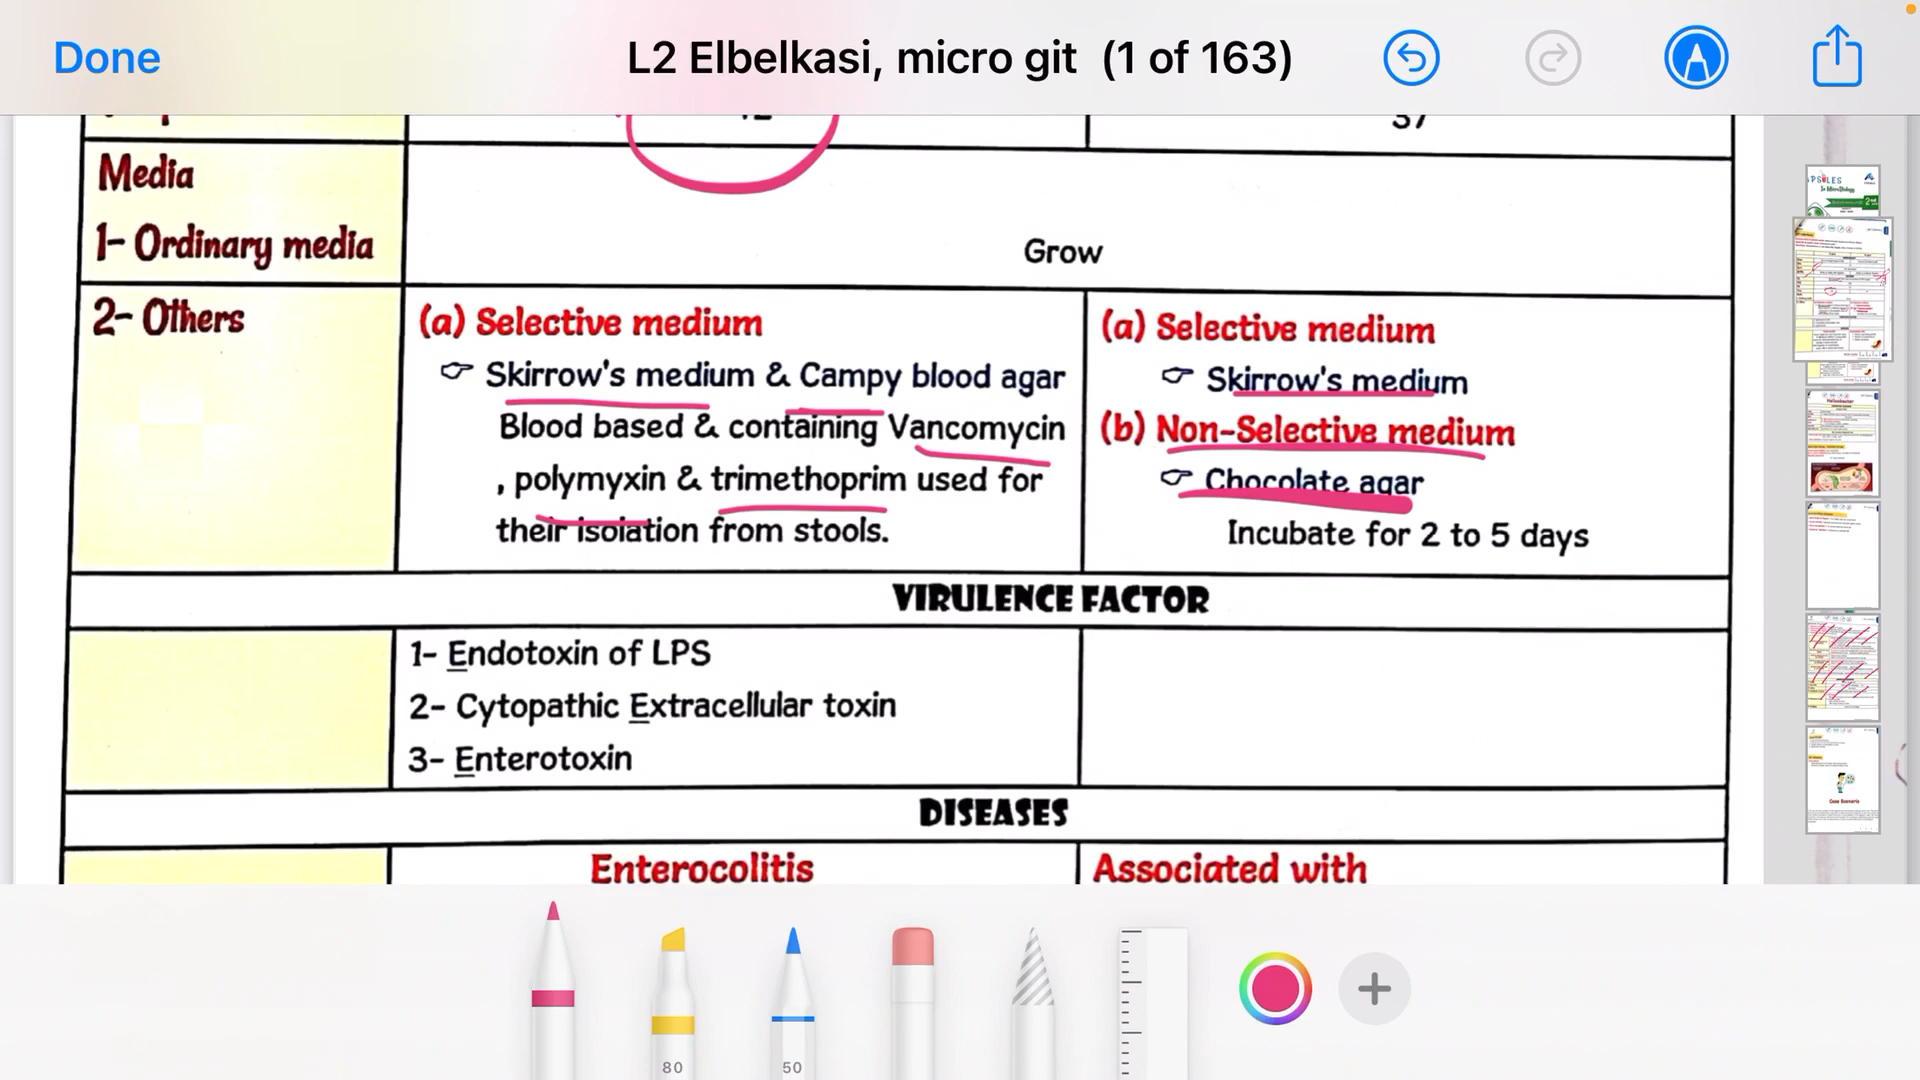 Done
L2 Elbelkasi, micro git (1 of 163)
37
Media
1- Ordinary media
Grow
2- Others
(a) Selective medium
Skirrow's medium & Campy blood agar
Blood based & containing Vancomycin
, polymyxin & trimethoprim used for
their isolation from stools.
(a) Selective medium
Skirrow's medium
(b) Non-Selective medium
Chocolate agar
Incubate for 2 to 5 days
VIRULENCE FACTOR
1- Endotoxin of LPS
2- Cytopathic Extracellular toxin
3- Enterotoxin
DISEASES
Enterocolitis
Associated with
80
50